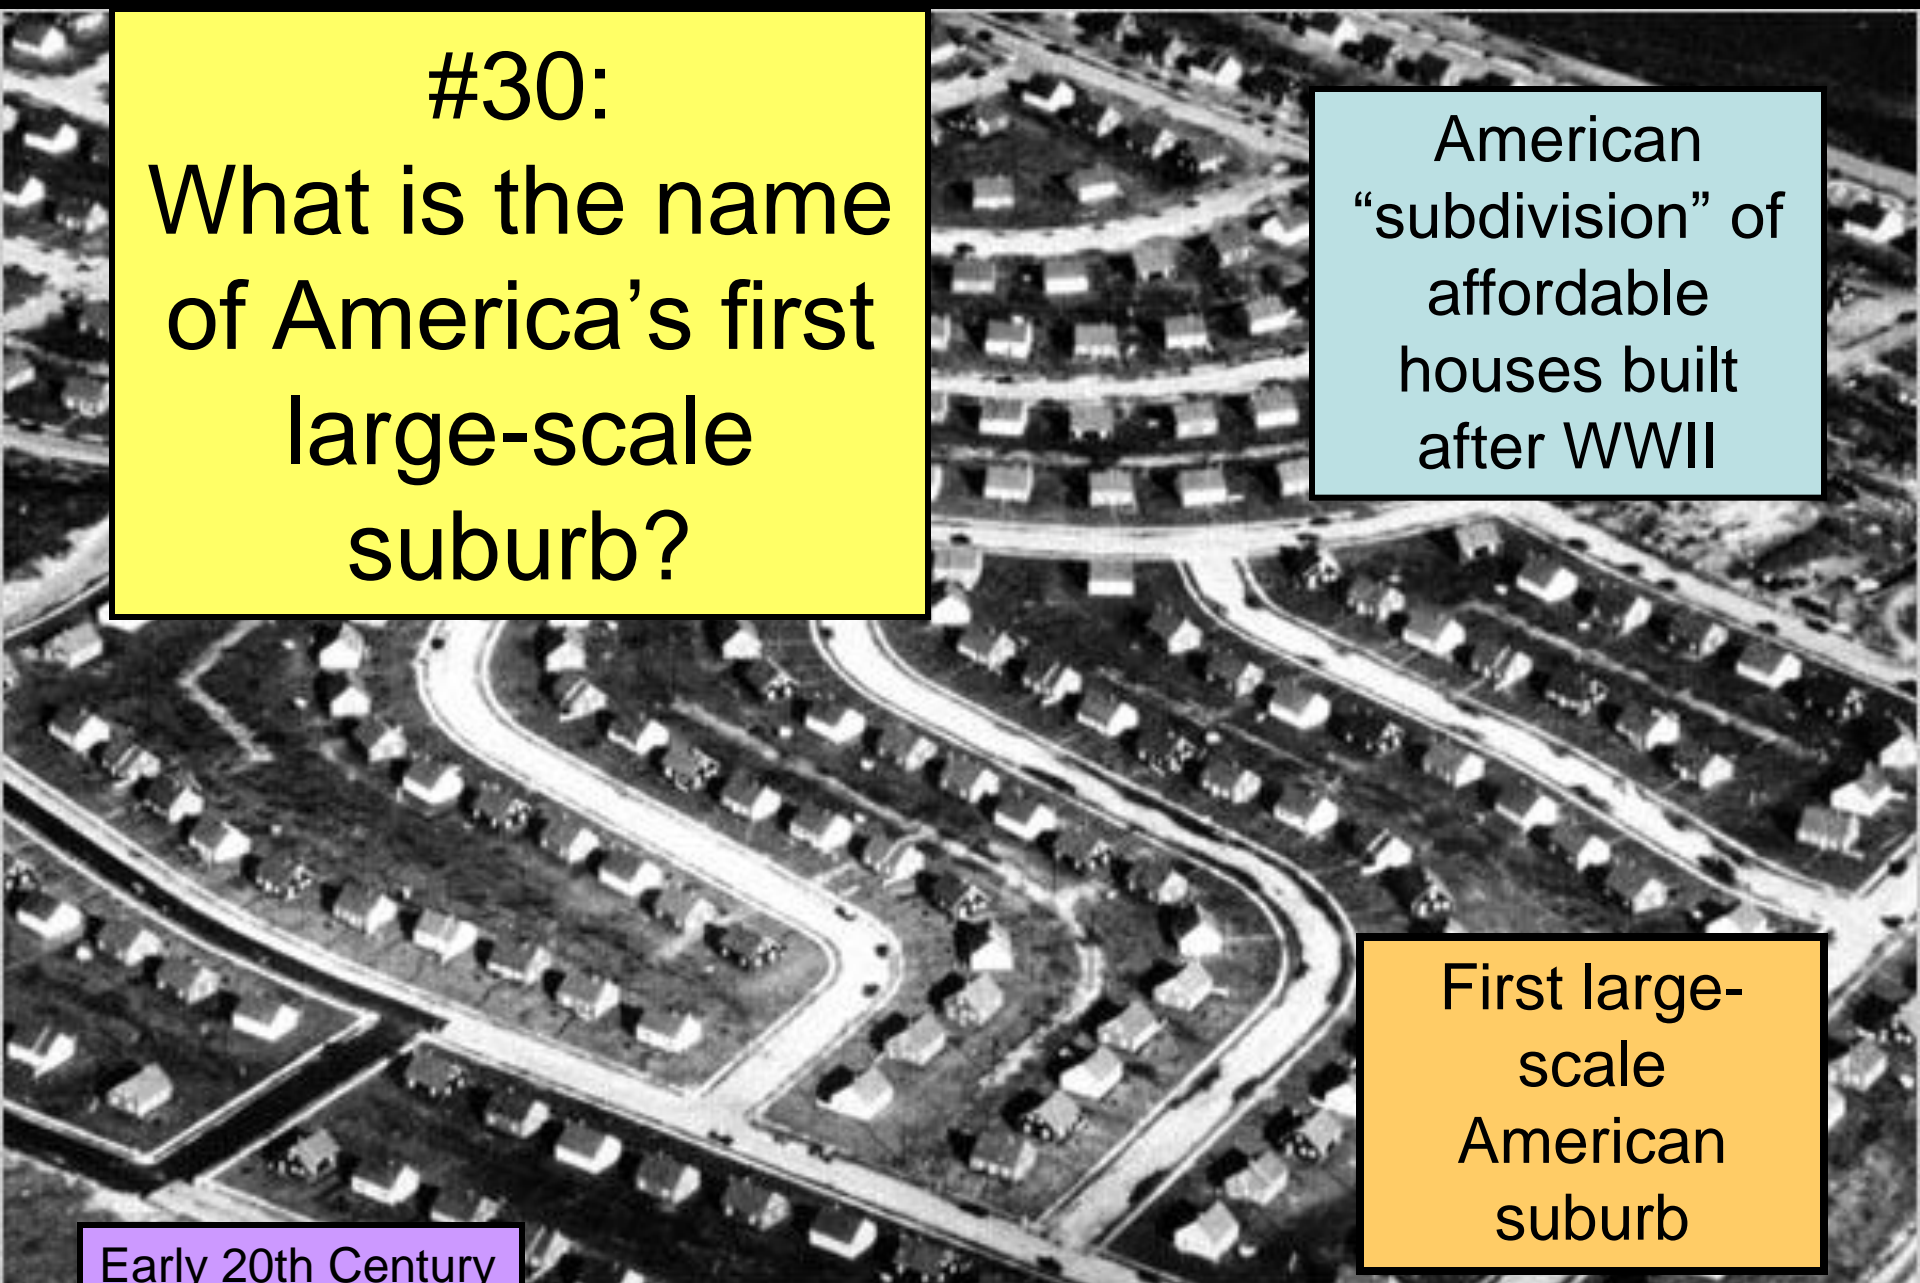 #30:
What is the name
of America’s first
large-scale
suburb?
American
“subdivision” of
affordable
houses built
after WWII
First large-
scale
American
suburb
Early 20th Century